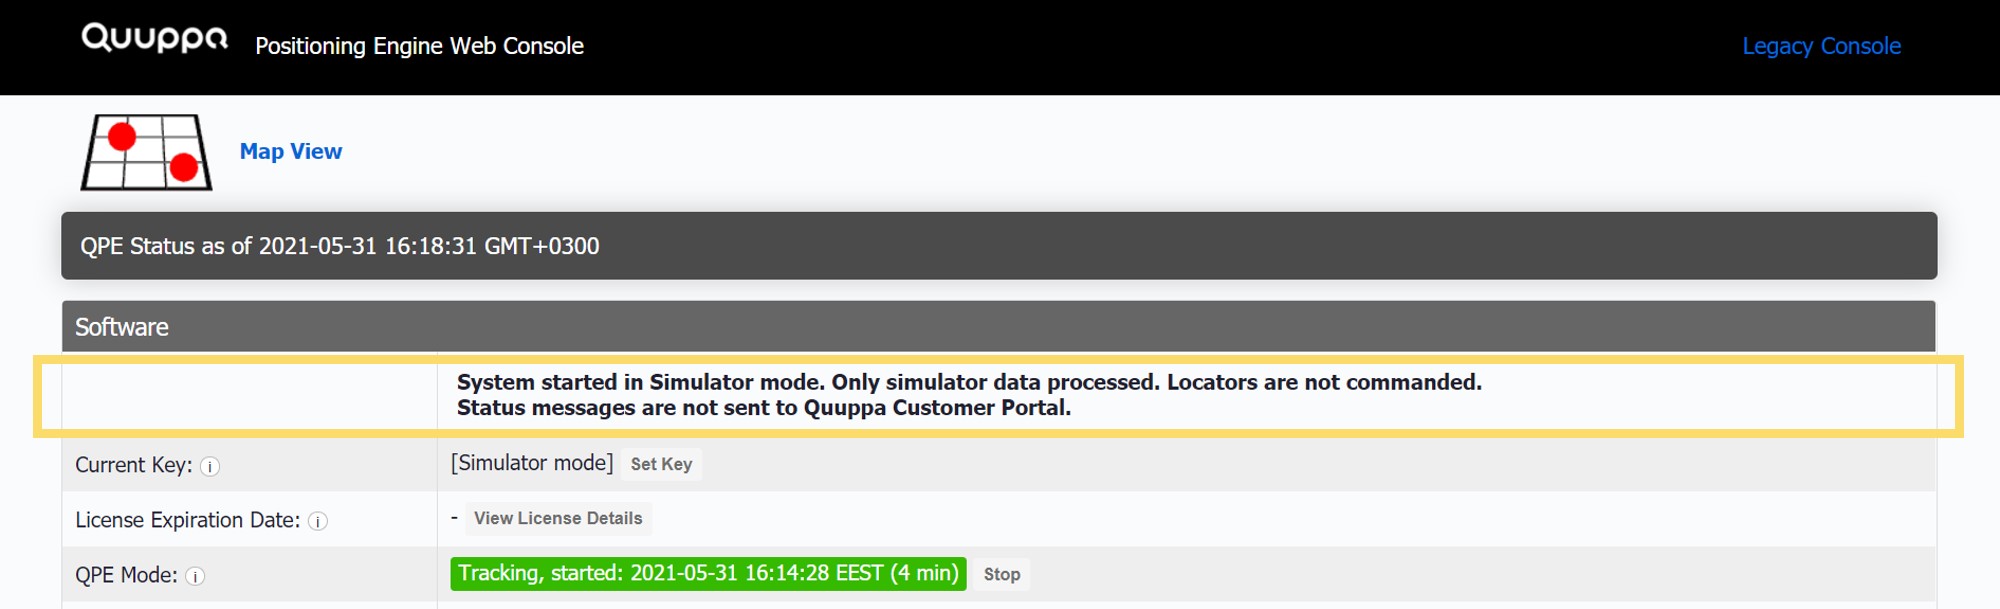 Quuppa Positioning Engine Web Console Legacy Console
Map View
QPE Status as of 2021-05-31 16:18:31 GMT+0300
Software
System started in Simulator mode. Only simulator data processed. Locators are not commanded.
Status messages are not sent to Quuppa Customer Portal.
Current Key: i [Simulator mode] Set Key
License Expiration Date: i - View License Details
QPE Mode: i Tracking, started: 2021-05-31 16:14:28 EEST (4 min) Stop